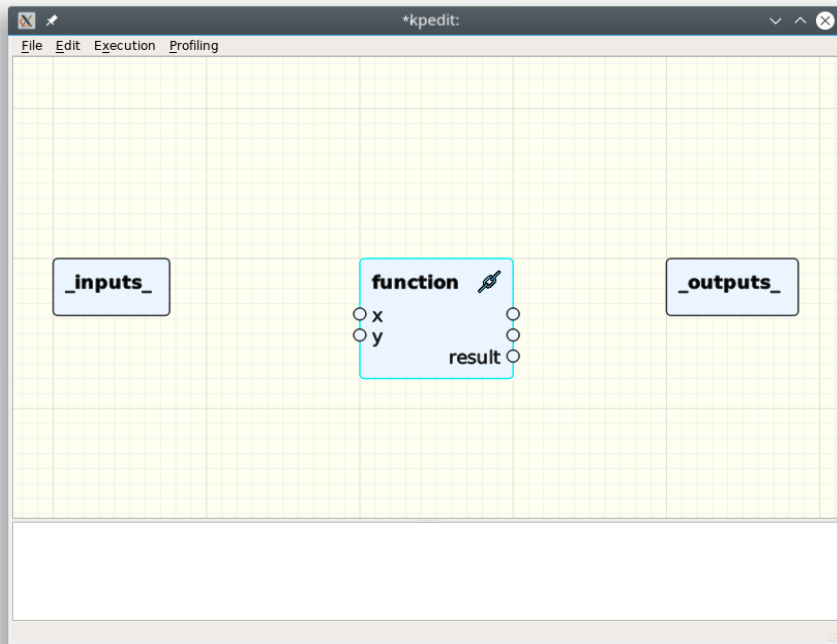 *kpedit:
File Edit Execution Profiling
_inputs_
function
x
y
result
_outputs_